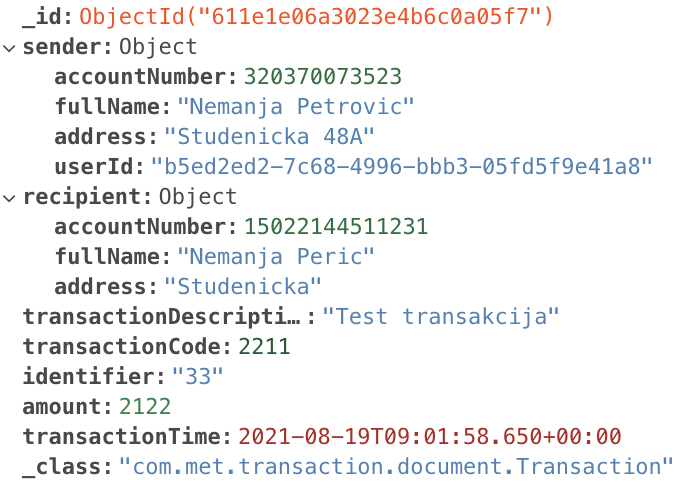 _id: ObjectId("611e1e06a3023e4b6c0a05f7")
sender: Object
accountNumber: 320370073523
fullName: "Nemanja Petrovic"
address: "Studenicka 48A"
userId: "b5ed2ed2-7c68-4996-bbb3-05fd5f9e41a8"
recipient: Object
accountNumber: 15022144511231
fullName: "Nemanja Peric"
address: "Studenicka"
transactionDescripti… : "Test transakcija"
transactionCode: 2211
identifier: "33"
amount: 2122
transactionTime: 2021-08-19T09:01:58.650+00:00
_class: "com.met.transaction.document.Transaction"